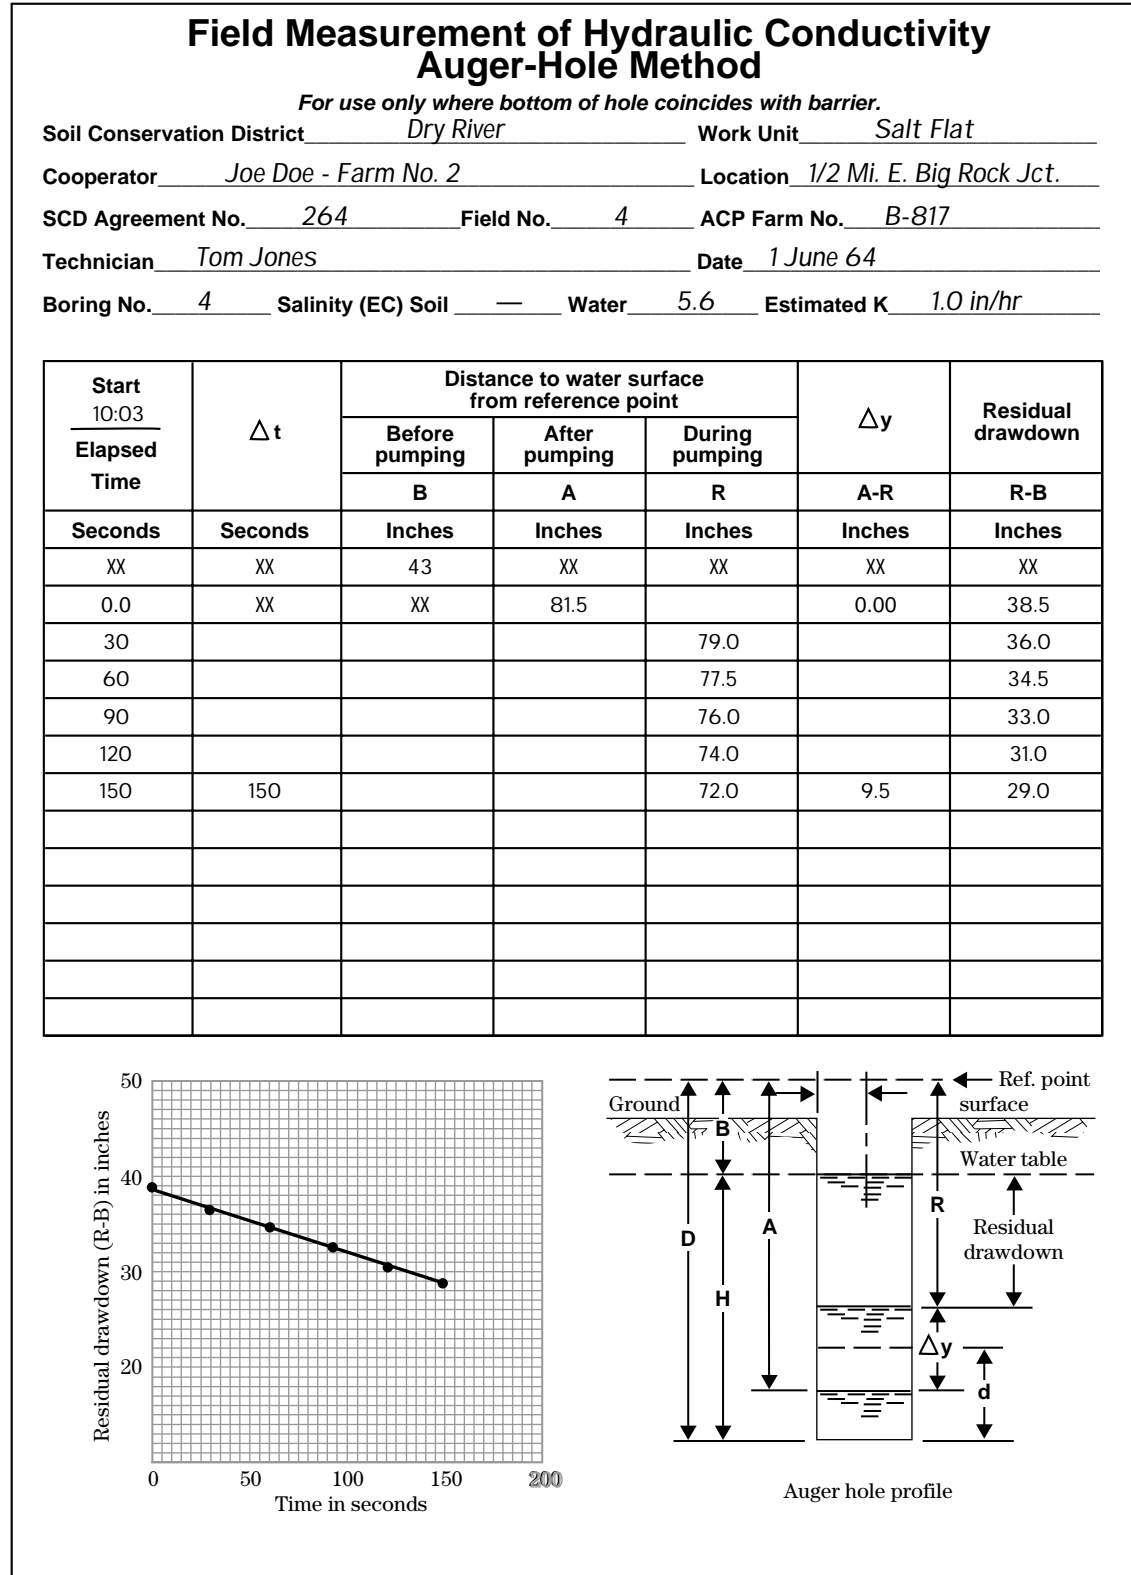 Field Measurement of Hydraulic Conductivity
Auger-Hole Method
For use only where bottom of hole coincides with barrier.
Soil Conservation District Dry River Work Unit Salt Flat
Cooperator Joe Doe - Farm No. 2 Location 1/2 Mi. E. Big Rock Jct.
SCD Agreement No. 264 Field No. 4 ACP Farm No. B-817
Technician Tom Jones Date 1 June 64
Boring No. 4 Salinity (EC) Soil — Water 5.6 Estimated K 1.0 in/hr
Start
10:03
Elapsed
Time
Δt
Distance to water surface
from reference point
Before
pumping
After
pumping
During
pumping
Δy
Residual
drawdown
B A R A-R R-B
Seconds Seconds Inches Inches Inches Inches Inches
XX XX 43 XX XX XX XX
0.0 XX XX 81.5 0.00 38.5
30 79.0 36.0
60 77.5 34.5
90 76.0 33.0
120 74.0 31.0
150 150 72.0 9.5 29.0
Residual drawdown (R-B) in inches
50
40
30
20
0 50 100 150 200
Time in seconds
Ref. point
Ground surface
B
Water table
R
A
D
Residual
drawdown
H
Δy
d
Auger hole profile